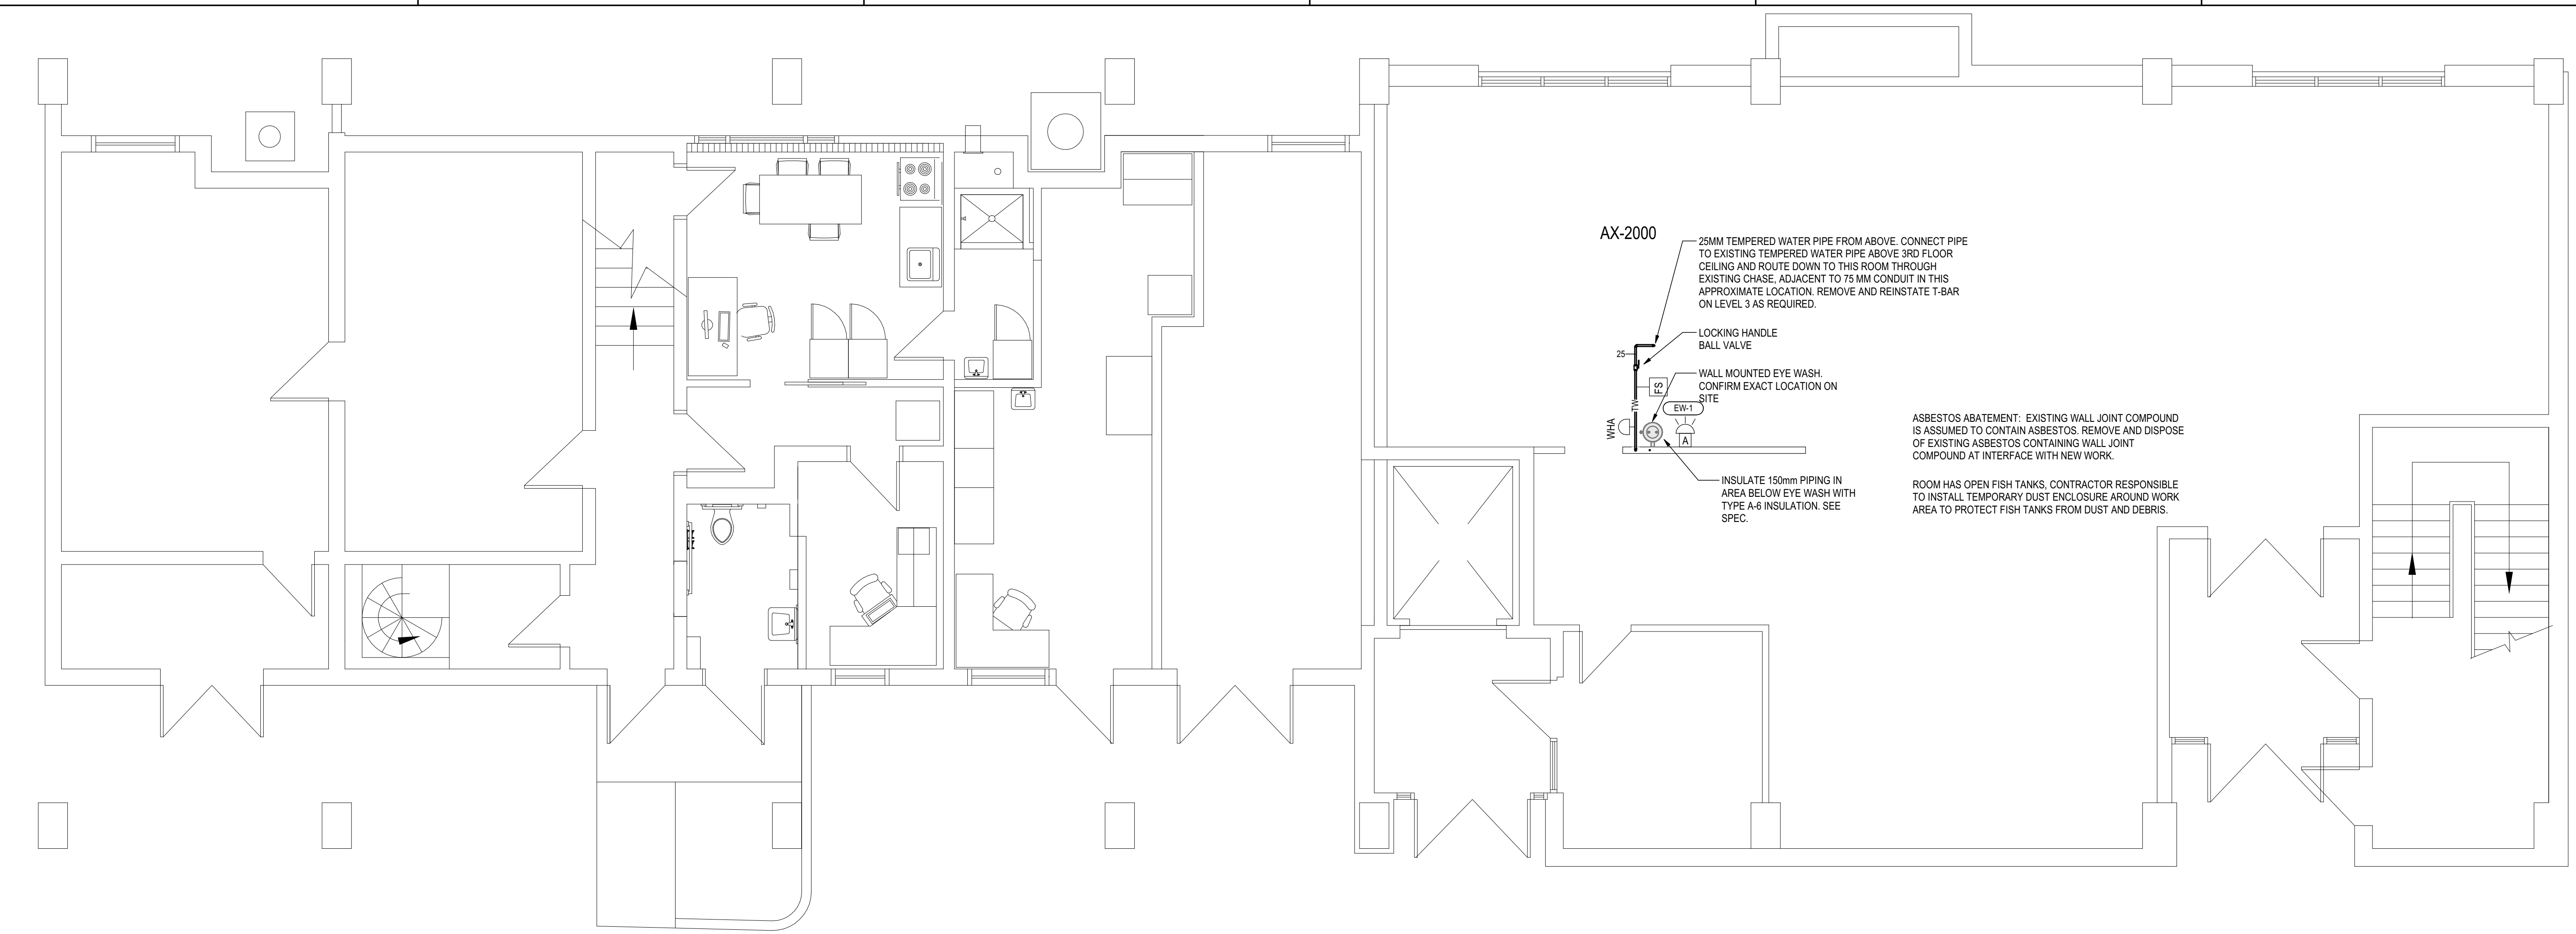 AX-2000
25MM TEMPERED WATER PIPE FROM ABOVE. CONNECT PIPE
TO EXISTING TEMPERED WATER PIPE ABOVE 3RD FLOOR
CEILING AND ROUTE DOWN TO THIS ROOM THROUGH
EXISTING CHASE, ADJACENT TO 75 MM CONDUIT IN THIS
APPROXIMATE LOCATION. REMOVE AND REINSTATE T-BAR
ON LEVEL 3 AS REQUIRED.
LOCKING HANDLE
BALL VALVE
25
WALL MOUNTED EYE WASH.
CONFIRM EXACT LOCATION ON
SITE
FS
TW
EW-1
WHA
A
INSULATE 150mm PIPING IN
AREA BELOW EYE WASH WITH
TYPE A-6 INSULATION. SEE
SPEC.
ASBESTOS ABATEMENT: EXISTING WALL JOINT COMPOUND
IS ASSUMED TO CONTAIN ASBESTOS. REMOVE AND DISPOSE
OF EXISTING ASBESTOS CONTAINING WALL JOINT
COMPOUND AT INTERFACE WITH NEW WORK.
ROOM HAS OPEN FISH TANKS, CONTRACTOR RESPONSIBLE
TO INSTALL TEMPORARY DUST ENCLOSURE AROUND WORK
AREA TO PROTECT FISH TANKS FROM DUST AND DEBRIS.